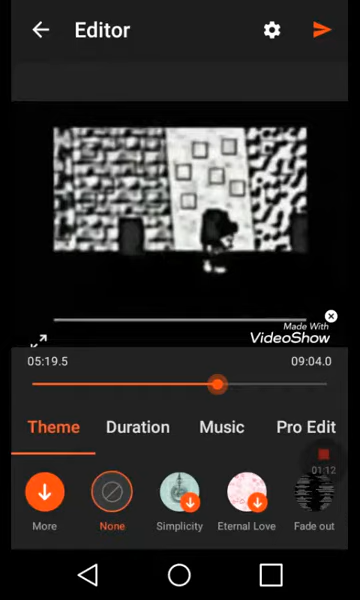 Editor
Made With
VideoShow
05:19.5 09:04.0
Theme Duration Music Pro Edit
01:12
More None Simplicity Eternal Love Fade out